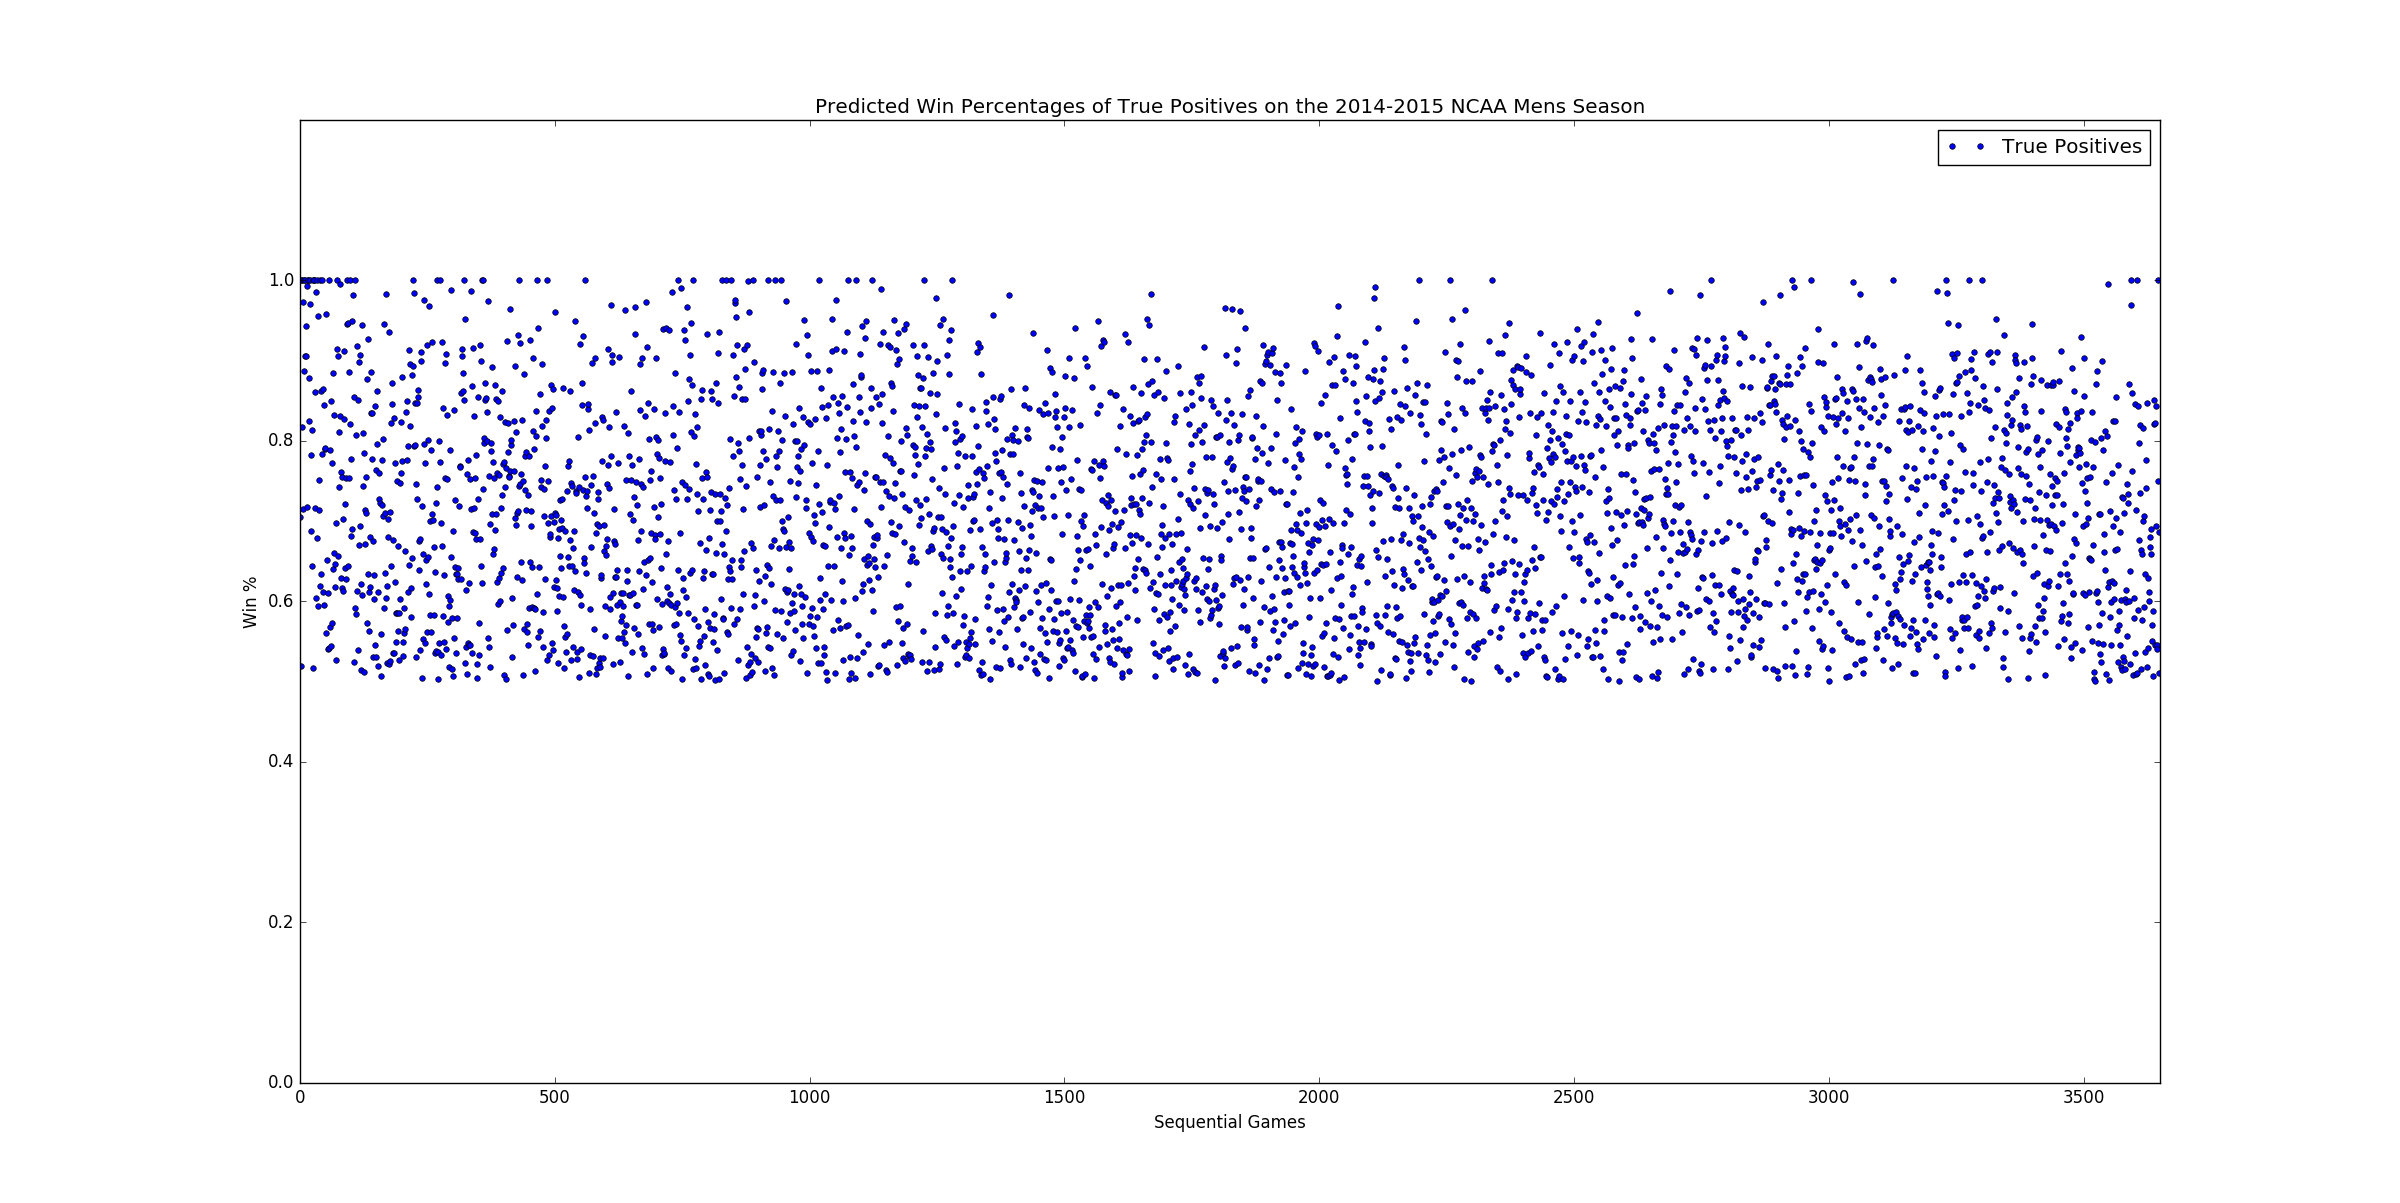 Predicted Win Percentages of True Positives on the 2014-2015 NCAA Mens Season
True Positives
1.0
0.8
0.6
0.4
0.2
0.0
Win %
0 500 1000 1500 2000 2500 3000 3500
Sequential Games